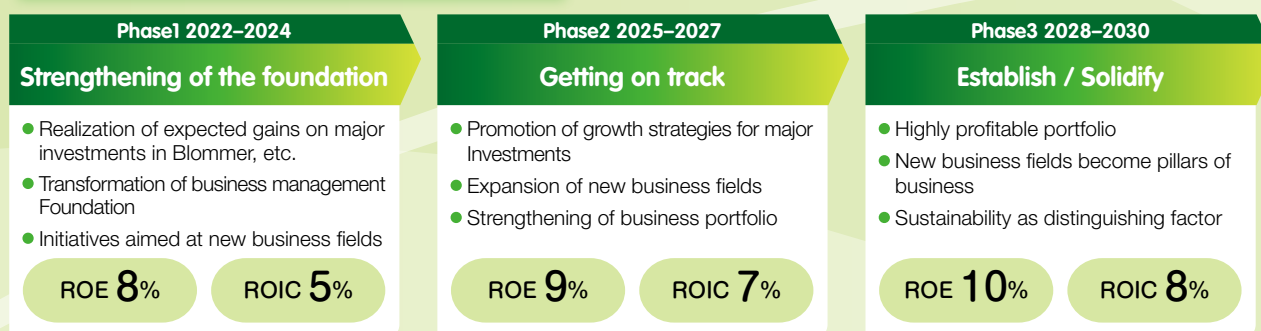 Phase1 2022–2024
Strengthening of the foundation
Realization of expected gains on major
investments in Blommer, etc.
Transformation of business management
Foundation
Initiatives aimed at new business fields
ROE 8%
ROIC 5%
Phase2 2025–2027
Getting on track
Promotion of growth strategies for major
Investments
Expansion of new business fields
Strengthening of business portfolio
ROE 9%
ROIC 7%
Phase3 2028–2030
Establish / Solidify
Highly profitable portfolio
New business fields become pillars of
business
Sustainability as distinguishing factor
ROE 10%
ROIC 8%